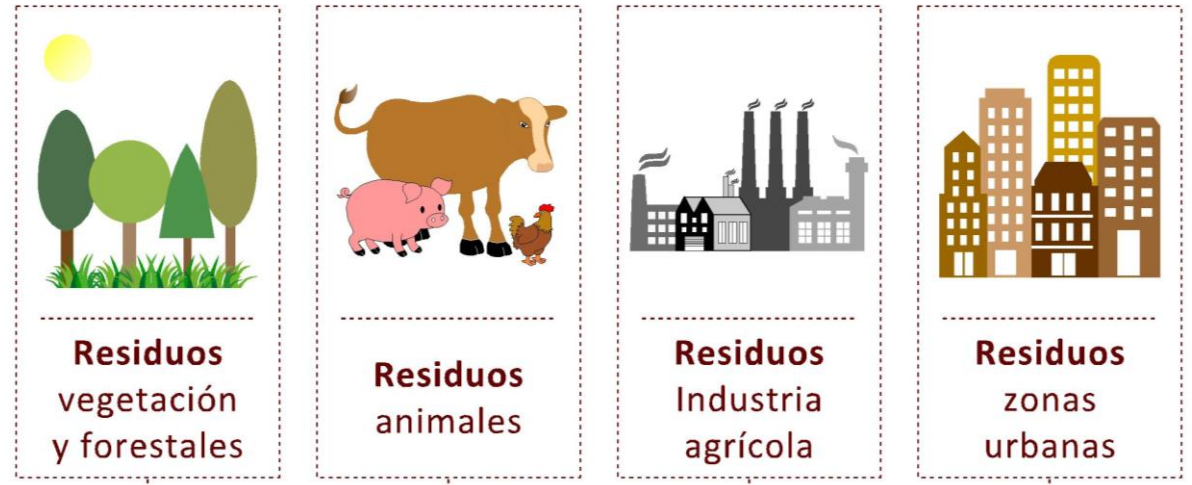 Residuos
vegetación
y forestales
Residuos
animales
Residuos
Industria
agrícola
Residuos
zonas
urbanas